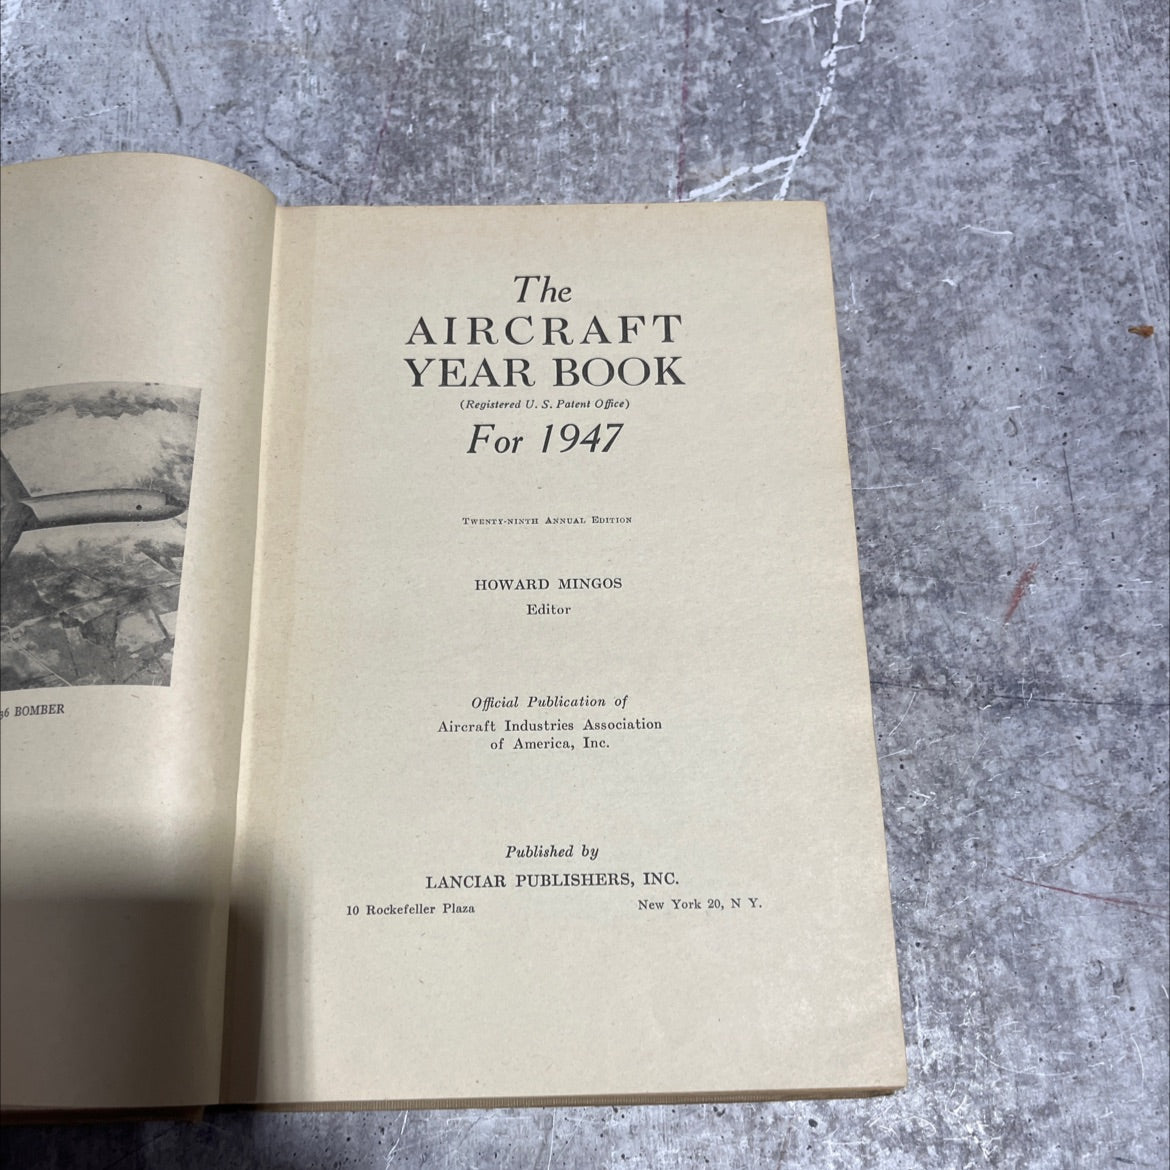 The
AIRCRAFT
YEAR BOOK
(Registered U. S. Patent Office)
For 1947
TWENTY-NINTH ANNUAL EDITION
HOWARD MINGOS
Editor
Official Publication of
Aircraft Industries Association
of America, Inc.
Published by
LANCIAR PUBLISHERS, INC.
10 Rockefeller Plaza New York 20, N Y.
36 BOMBER